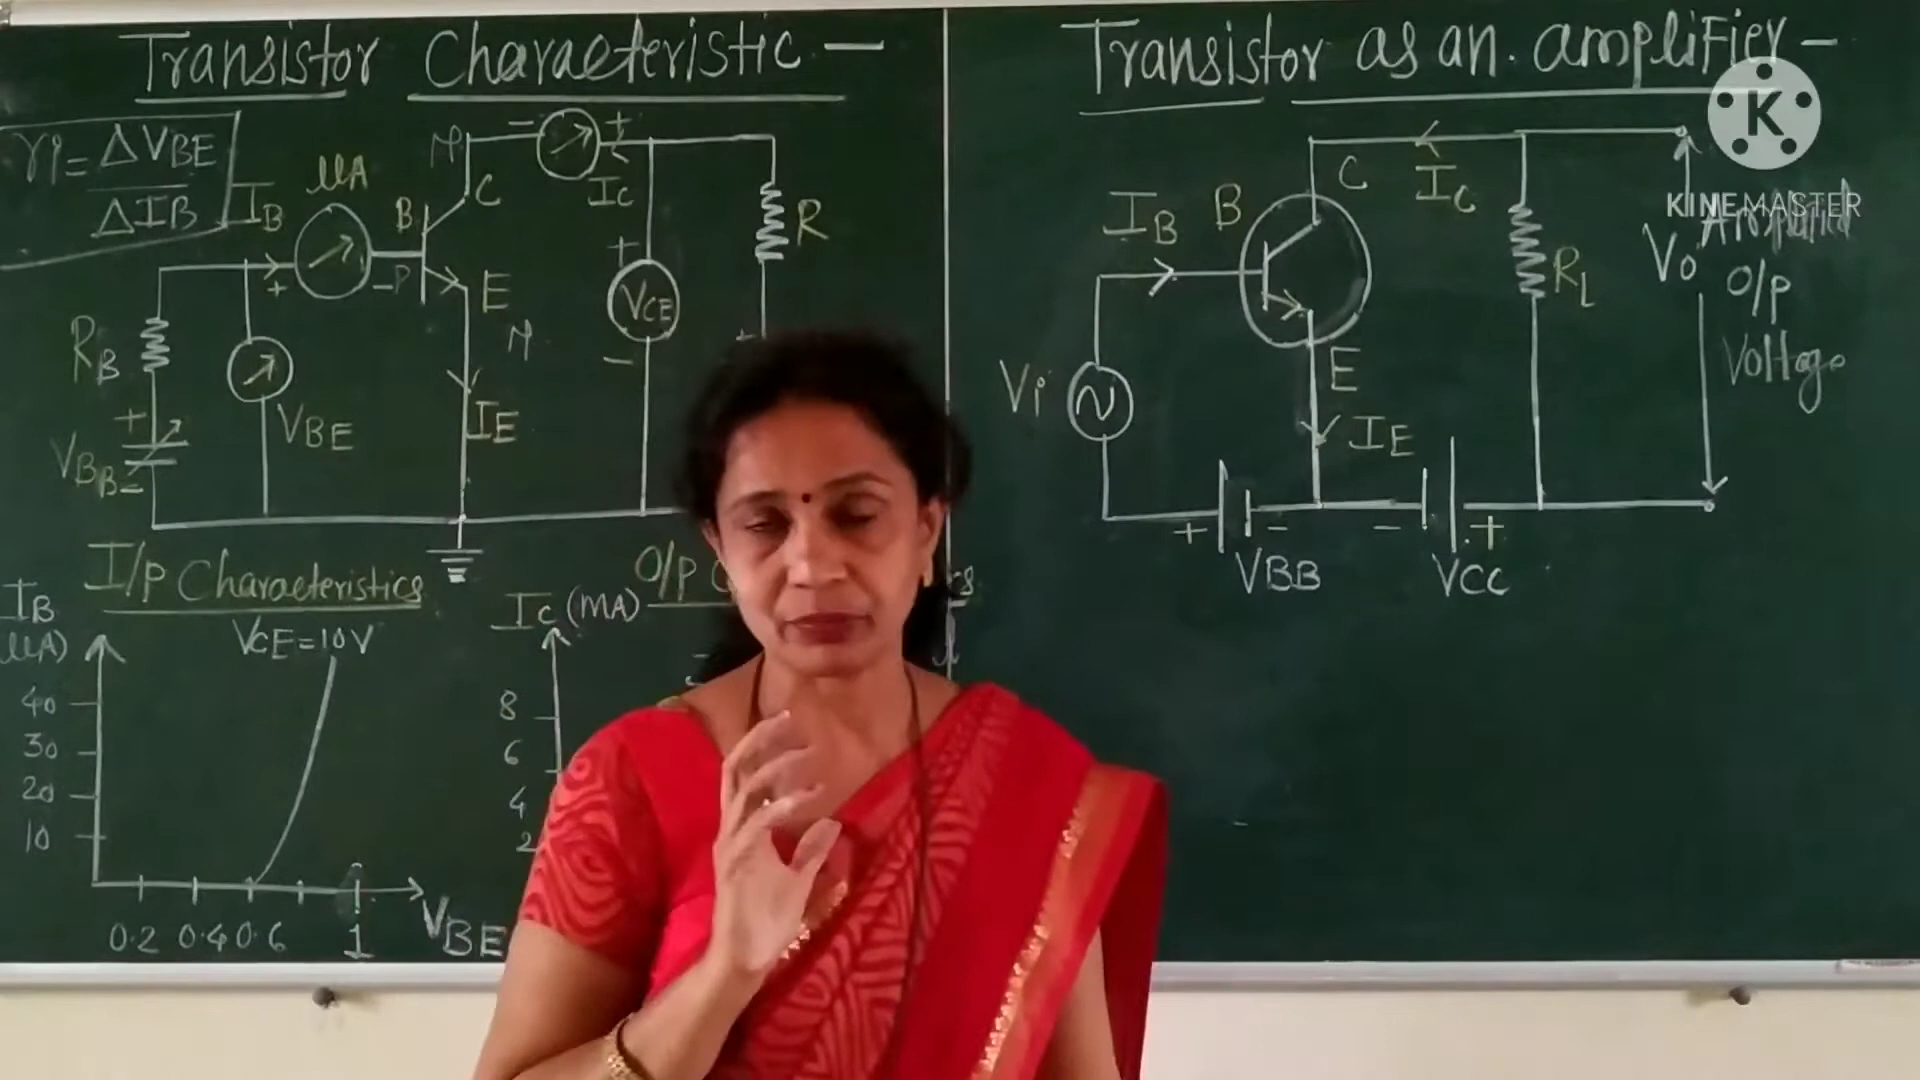 Transistor Characteristic —
ri = ΔVBE
ΔIB
IB
μA
B
C
N
- +
IC
R
P
+ -
E
N
+
VCE
-
RB
+
VBB
-
VBE
IE
I/p Characteristics
VCE=10V
IB
(μA)
40
30
20
10
0.2 0.4 0.6 1
VBE
O/P C
IC (mA)
8
6
4
2
Transistor as an. amplifier —
K
KINEMASTER
IB
B
C
IC
RL
Vo
O/p
Voltage
Vi
E
IE
+ -
VBB
- +
VCC